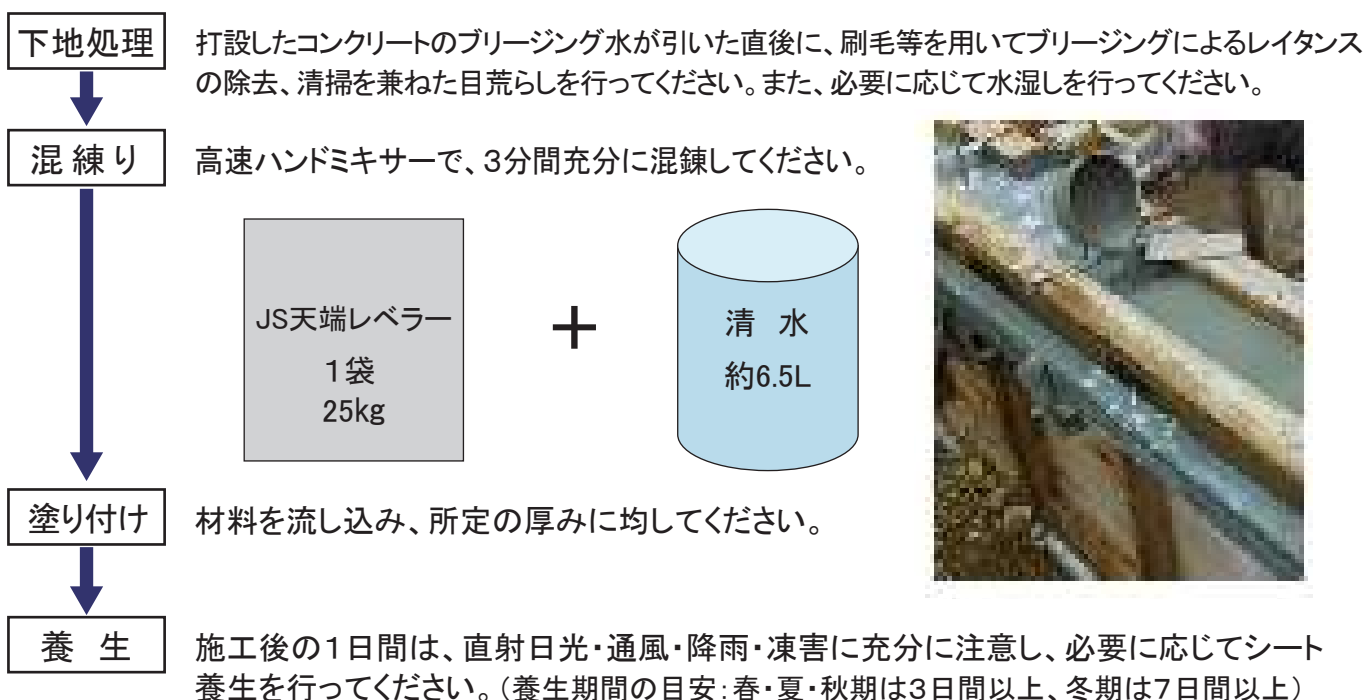 下地処理
打設したコンクリートのブリージング水が引いた直後に、刷毛等を用いてブリージングによるレイタンス
の除去、清掃を兼ねた目荒らしを行ってください。また、必要に応じて水湿しを行ってください。
混練り
高速ハンドミキサーで、3分間充分に混錬してください。
JS天端レベラー
1袋
25kg
+
清 水
約6.5L
塗り付け
材料を流し込み、所定の厚みに均してください。
養 生
施工後の1日間は、直射日光・通風・降雨・凍害に充分に注意し、必要に応じてシート
養生を行ってください。(養生期間の目安:春・夏・秋期は3日間以上、冬期は7日間以上)